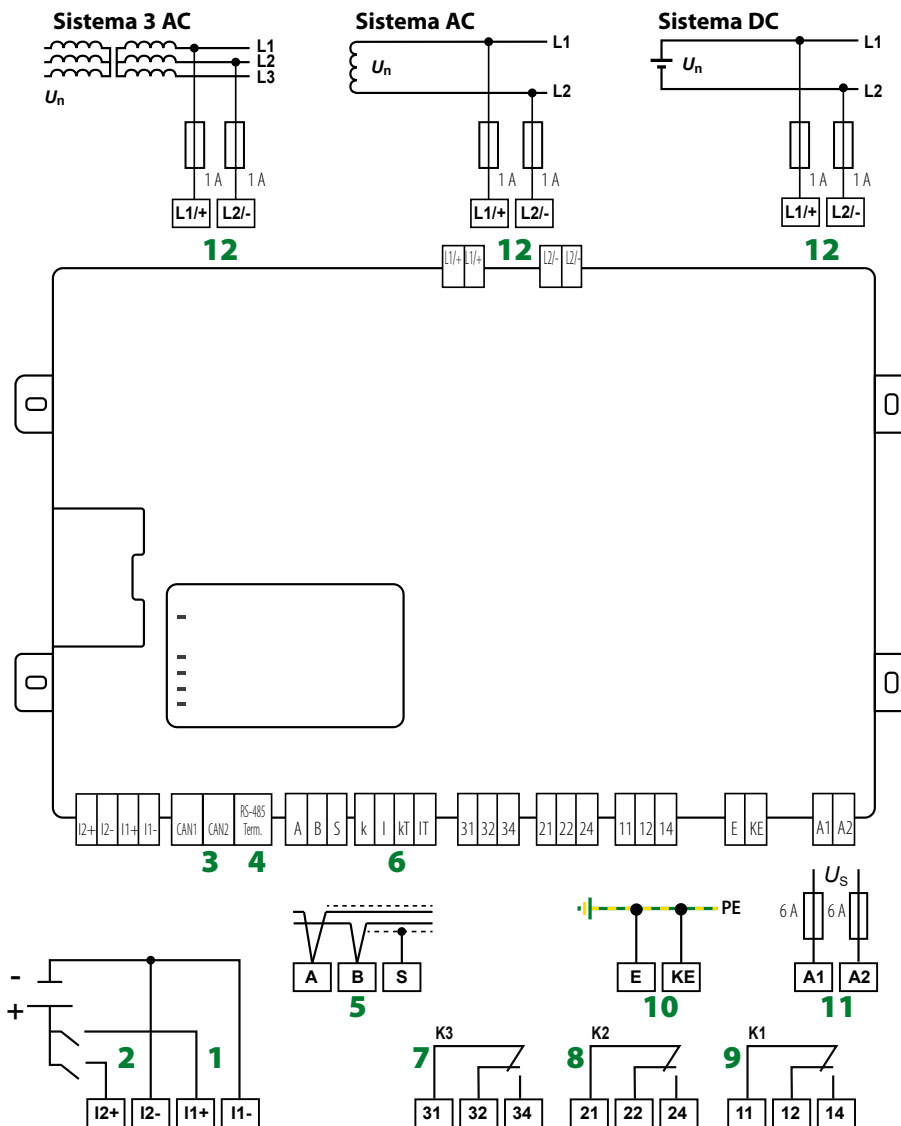 Sistema 3 AC
Sistema AC
Sistema DC
L1
L2
L3
Un
L1
Un
L2
L1
Un
L2
1 A
1 A
1 A
1 A
1 A
1 A
L1/+ L2/-
L1/+ L2/-
L1/+ L2/-
12
12
12
L1/+ L1/+ L2/- L2/-
I2+ I2- I1+ I1- CAN1 CAN2 RS-485 Term. A B S k l kT lT 31 32 34 21 22 24 11 12 14 E KE A1 A2
3
4
6
US
6 A
6 A
PE
A B S
E KE
A1 A2
5
10
11
-
+
2
1
I2+ I2- I1+ I1-
K3
7
31 32 34
K2
8
21 22 24
K1
9
11 12 14